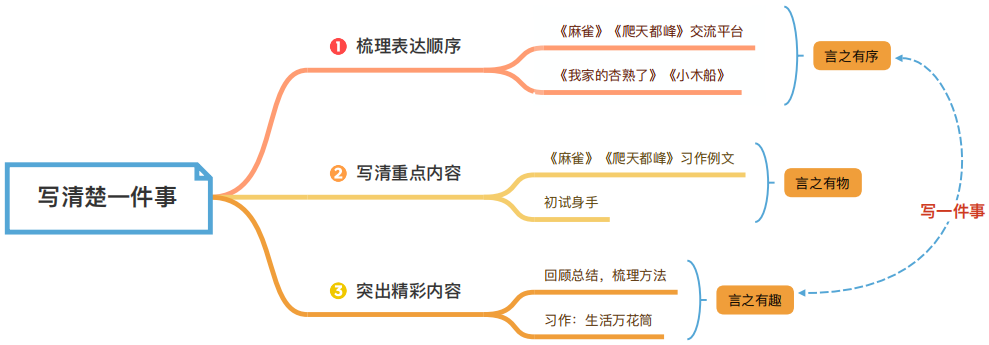 写清楚一件事
1 梳理表达顺序
《麻雀》《爬天都峰》交流平台
《我家的杏熟了》《小木船》
言之有序
2 写清重点内容
《麻雀》《爬天都峰》习作例文
初试身手
言之有物
3 突出精彩内容
回顾总结，梳理方法
习作：生活万花筒
言之有趣
写一件事